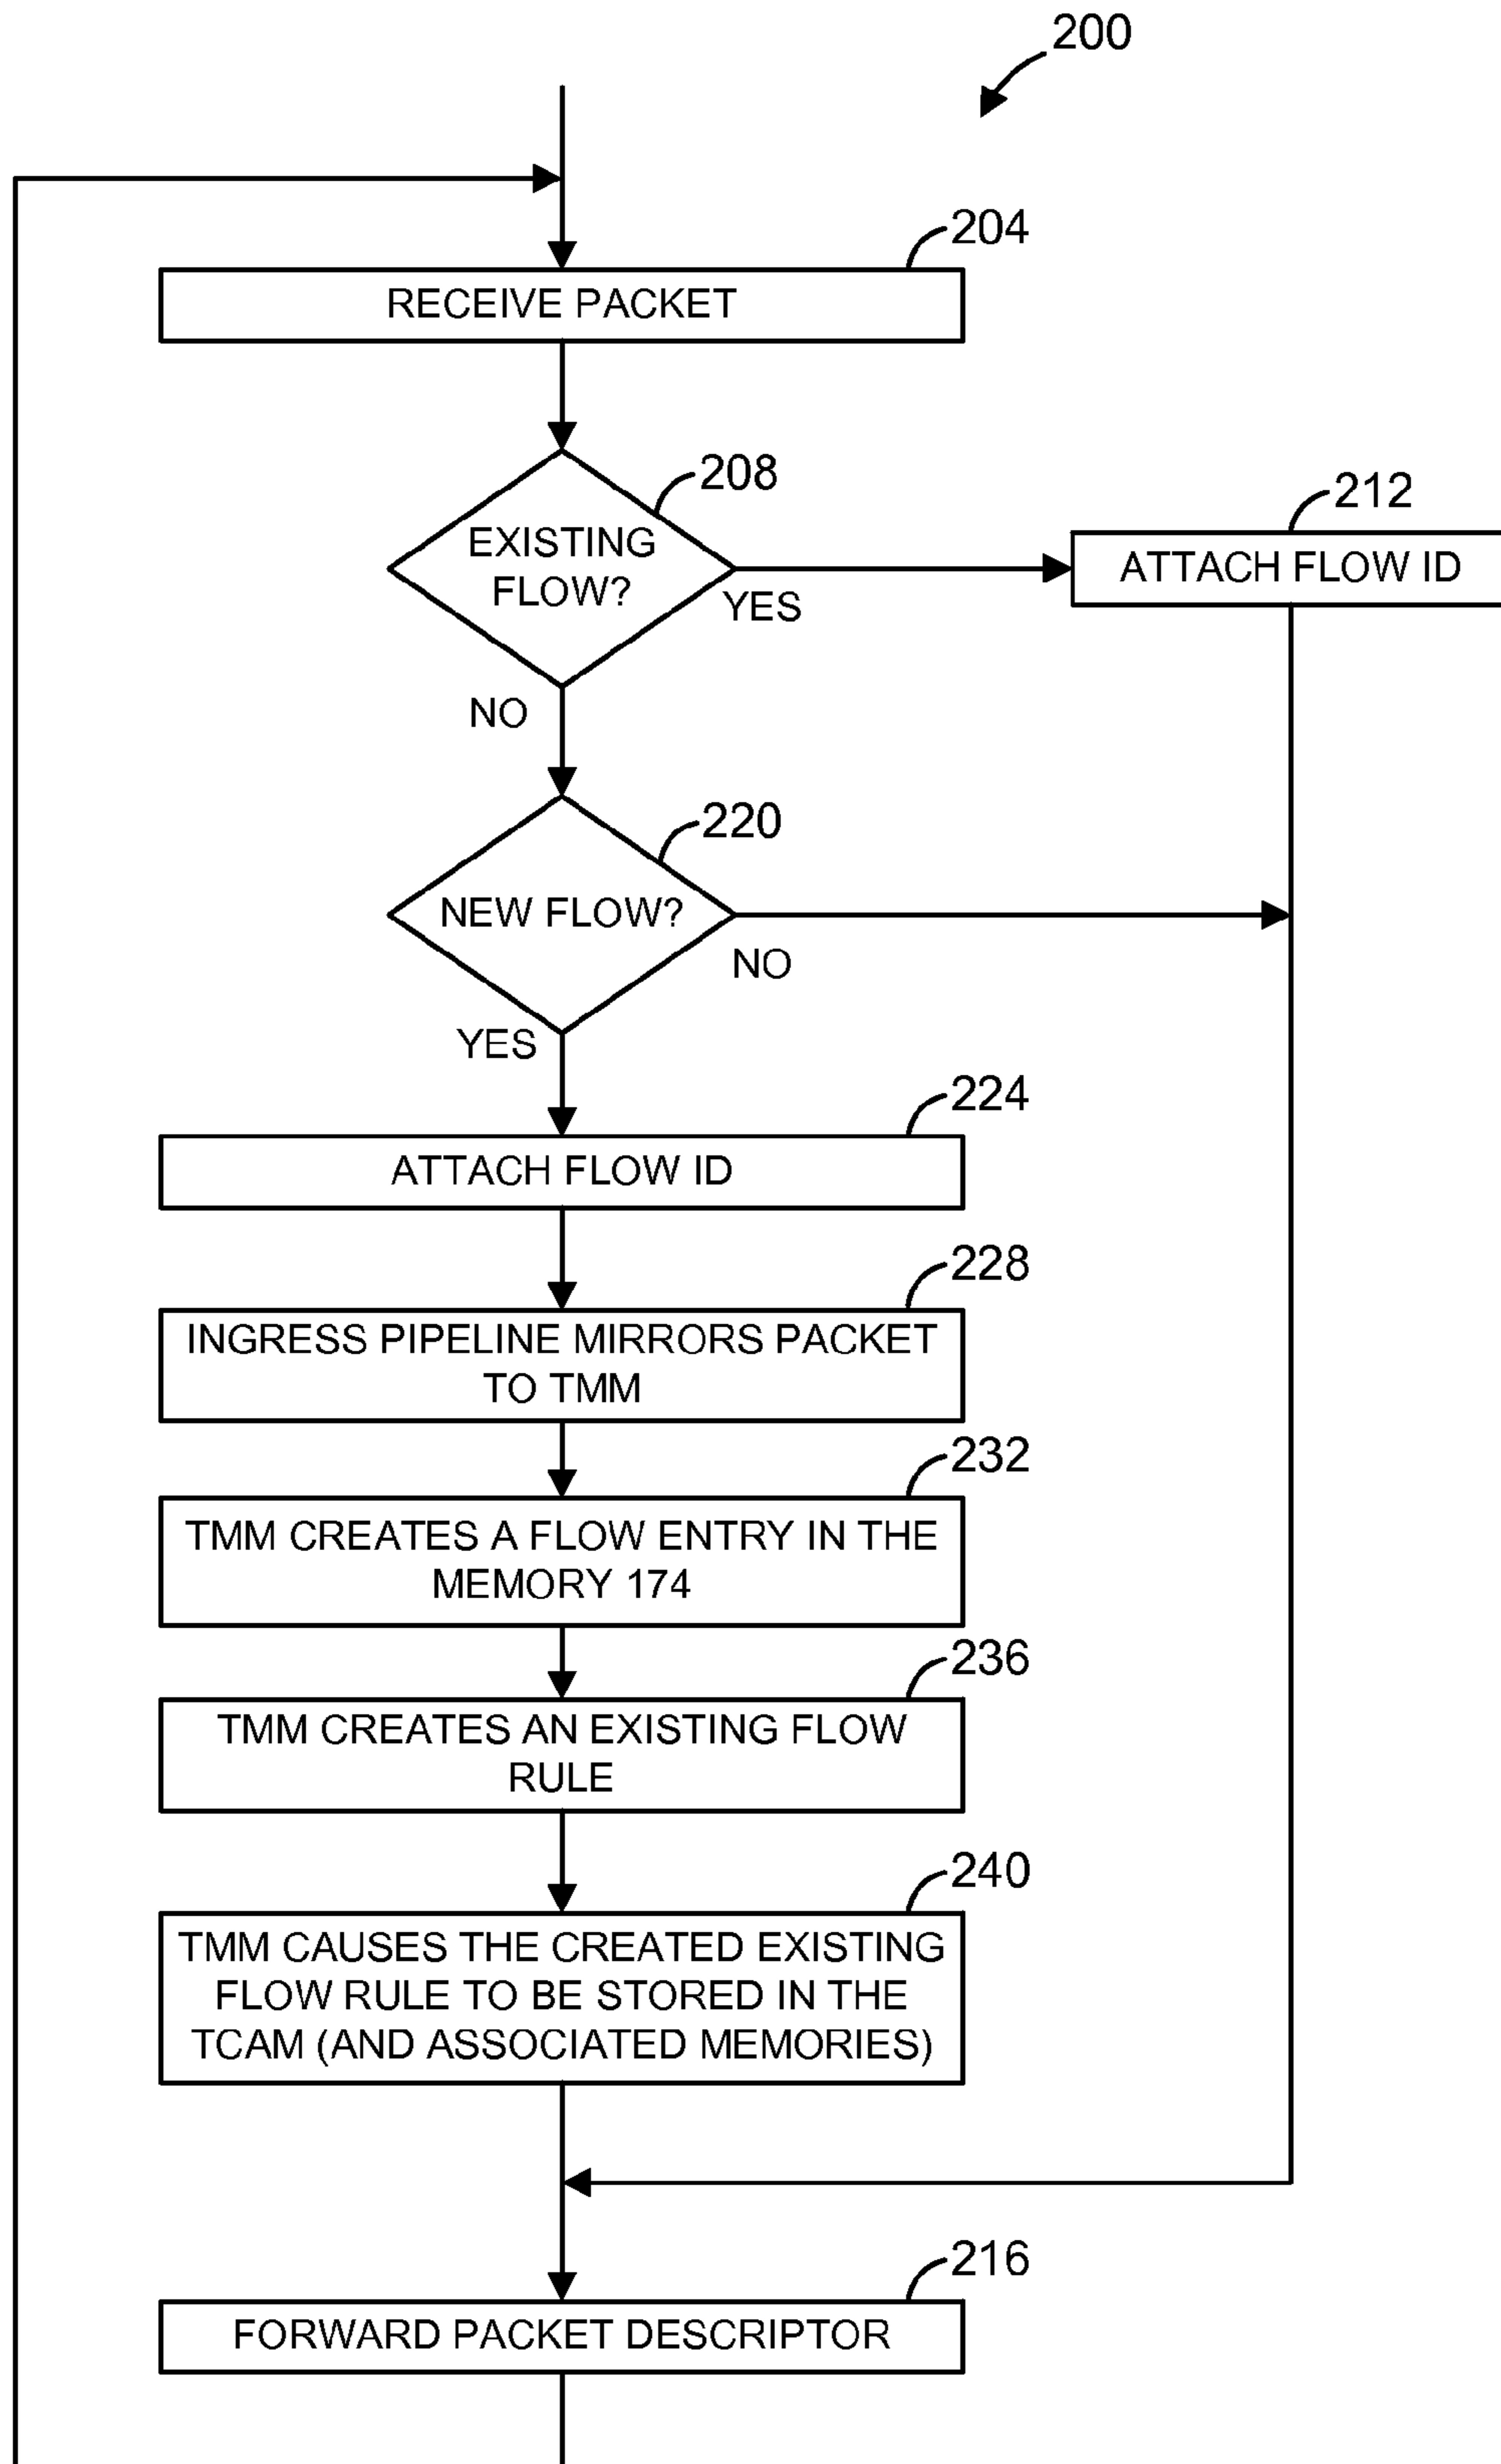 200
204
RECEIVE PACKET
208
EXISTING
FLOW?
YES
NO
212
ATTACH FLOW ID
220
NEW FLOW?
NO
YES
224
ATTACH FLOW ID
228
INGRESS PIPELINE MIRRORS PACKET
TO TMM
232
TMM CREATES A FLOW ENTRY IN THE
MEMORY 174
236
TMM CREATES AN EXISTING FLOW
RULE
240
TMM CAUSES THE CREATED EXISTING
FLOW RULE TO BE STORED IN THE
TCAM (AND ASSOCIATED MEMORIES)
216
FORWARD PACKET DESCRIPTOR